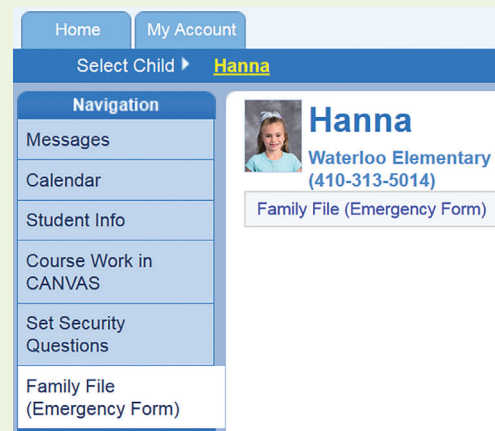 Home
My Account
Select Child
Hanna
Navigation
Messages
Calendar
Student Info
Course Work in
CANVAS
Set Security
Questions
Family File
(Emergency Form)
Hanna
Waterloo Elementary
(410-313-5014)
Family File (Emergency Form)